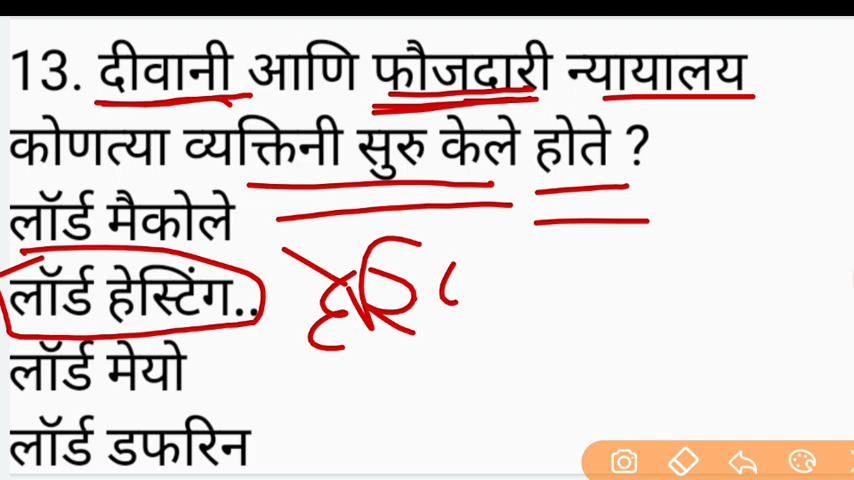 13. दीवानी आणि फौजदारी न्यायालय
कोणत्या व्यक्तिनी सुरु केले होते ?
लॉर्ड मैकोले
लॉर्ड हेस्टिंग..
लॉर्ड मेयो
लॉर्ड डफरिन